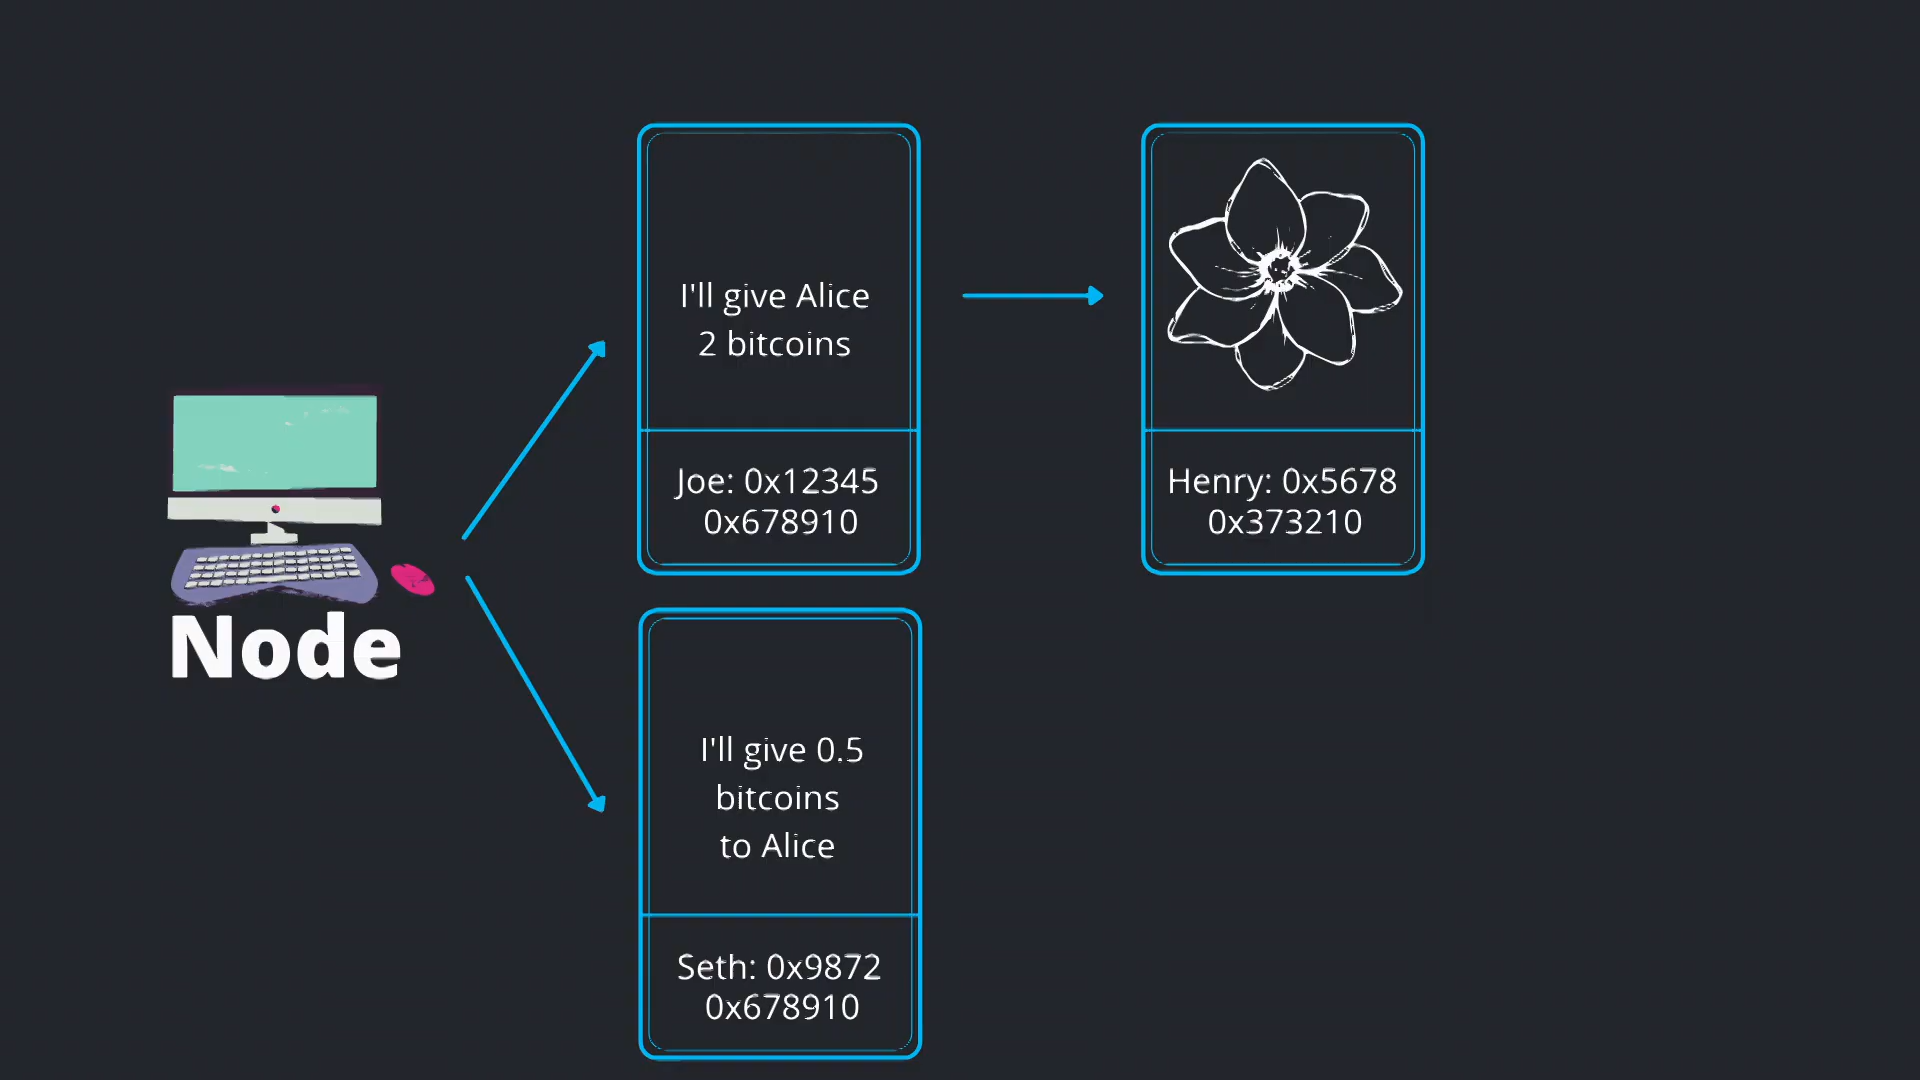 Node
I'll give Alice
2 bitcoins
Joe: 0x12345
0x678910
Henry: 0x5678
0x373210
I'll give 0.5
bitcoins
to Alice
Seth: 0x9872
0x678910